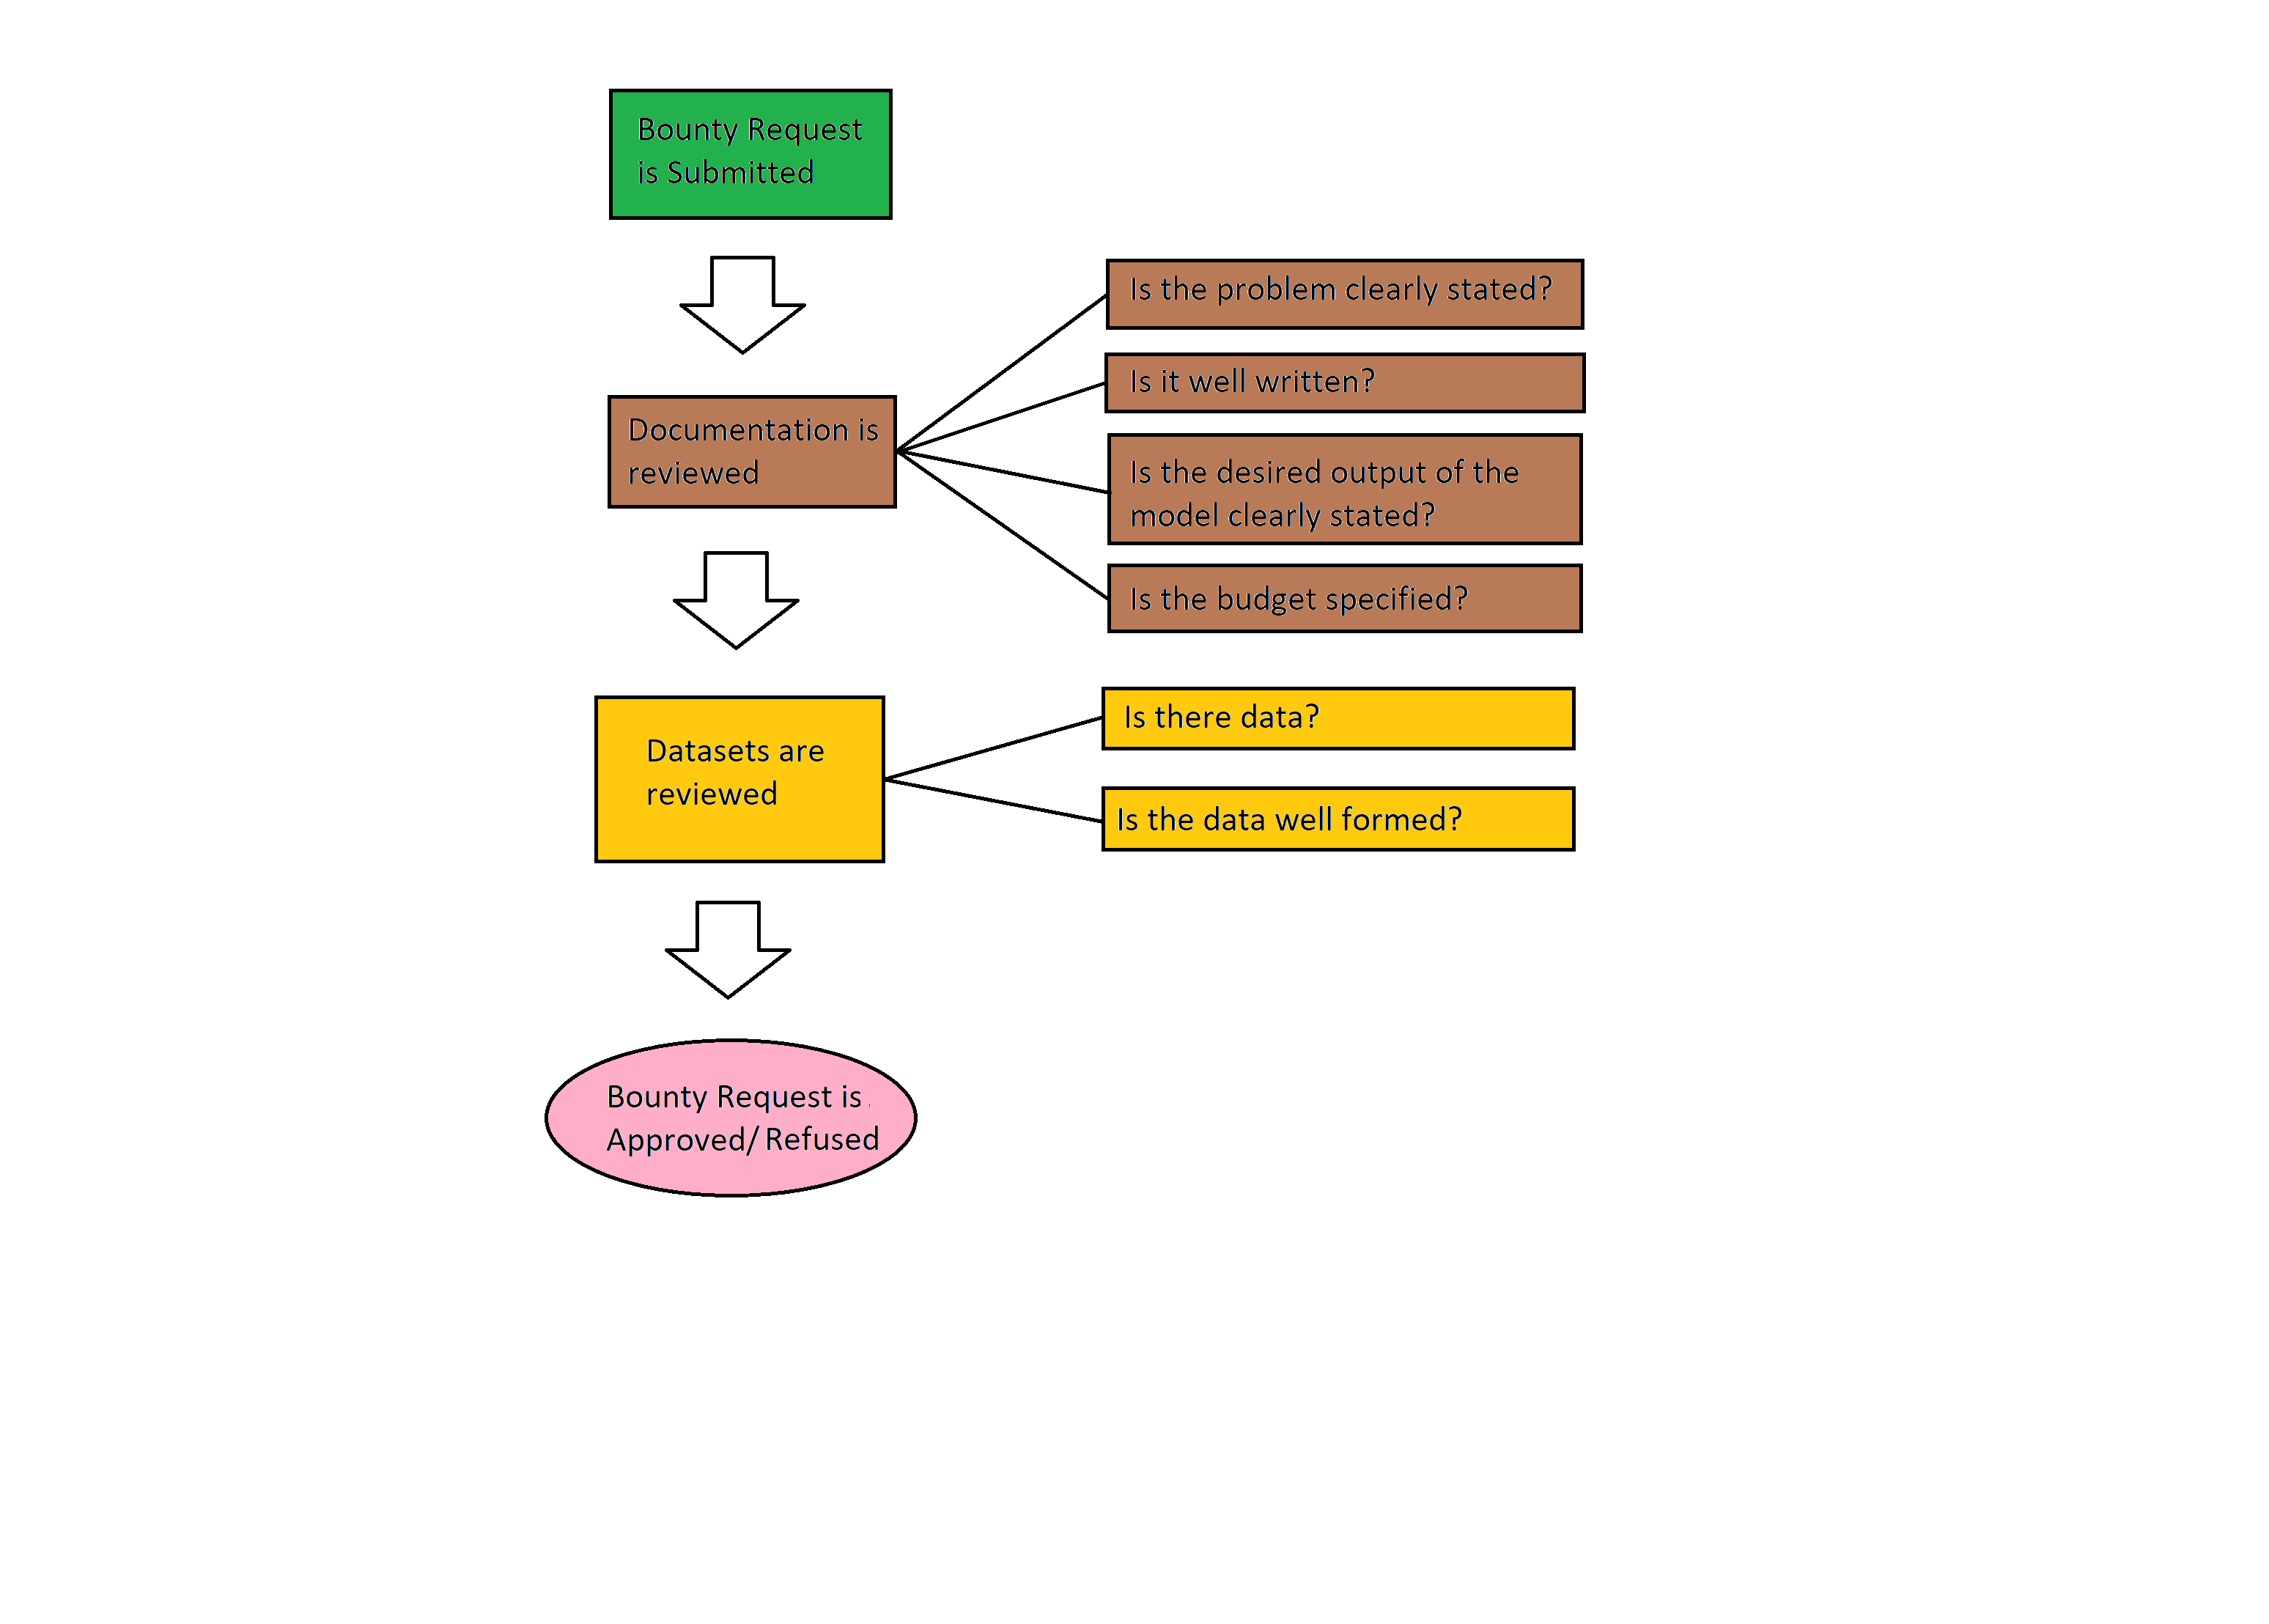 Bounty Request
is Submitted
Is the problem clearly stated?
Is it well written?
Documentation is
reviewed
Is the desired output of the
model clearly stated?
Is the budget specified?
Is there data?
Datasets are
reviewed
Is the data well formed?
Bounty Request is
Approved/Refused